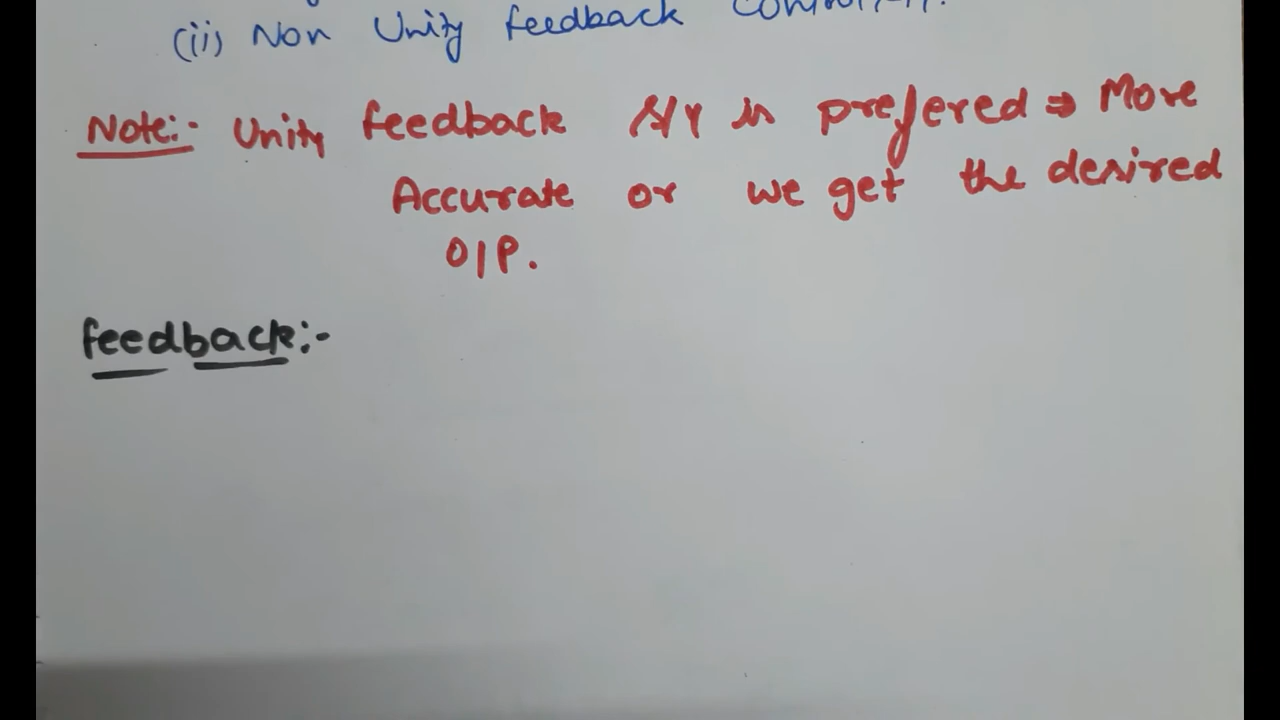 (ii) Non Unity feedback
Note:- Unity feedback S/Y is prefered ⇒ More
Accurate or we get the desired
O/P.
feedback:-